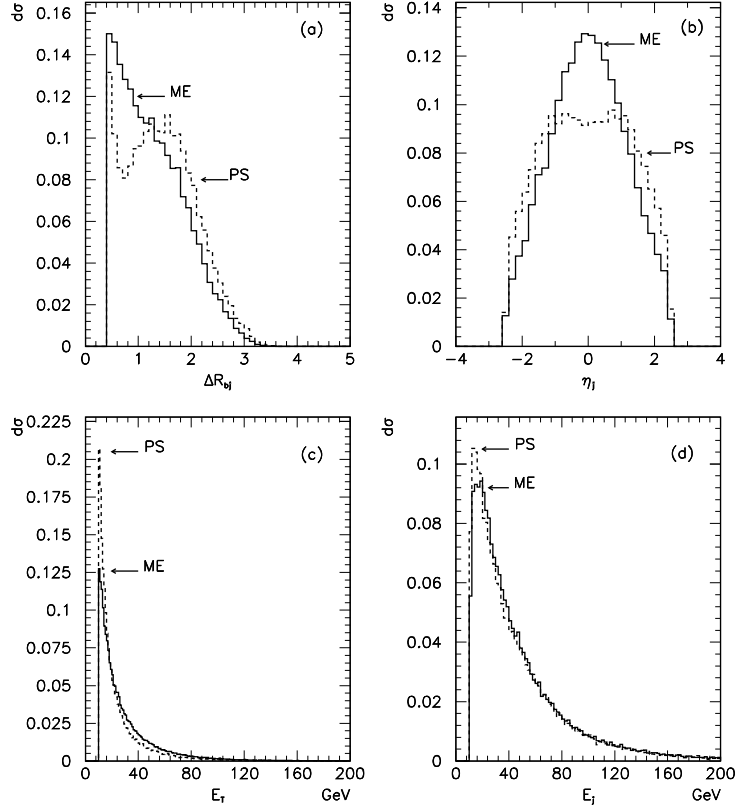 dσ
0.16
0.14
0.12
0.1
0.08
0.06
0.04
0.02
0
(a)
ME
PS
0 1 2 3 4 5
ΔR_bj
dσ
0.14
0.12
0.1
0.08
0.06
0.04
0.02
0
(b)
ME
PS
−4 −2 0 2 4
η_j
dσ
0.225
0.2
0.175
0.15
0.125
0.1
0.075
0.05
0.025
0
(c)
PS
ME
0 40 80 120 160 200
E_T GeV
dσ
0.1
0.08
0.06
0.04
0.02
0
(d)
PS
ME
0 40 80 120 160 200
E_j GeV